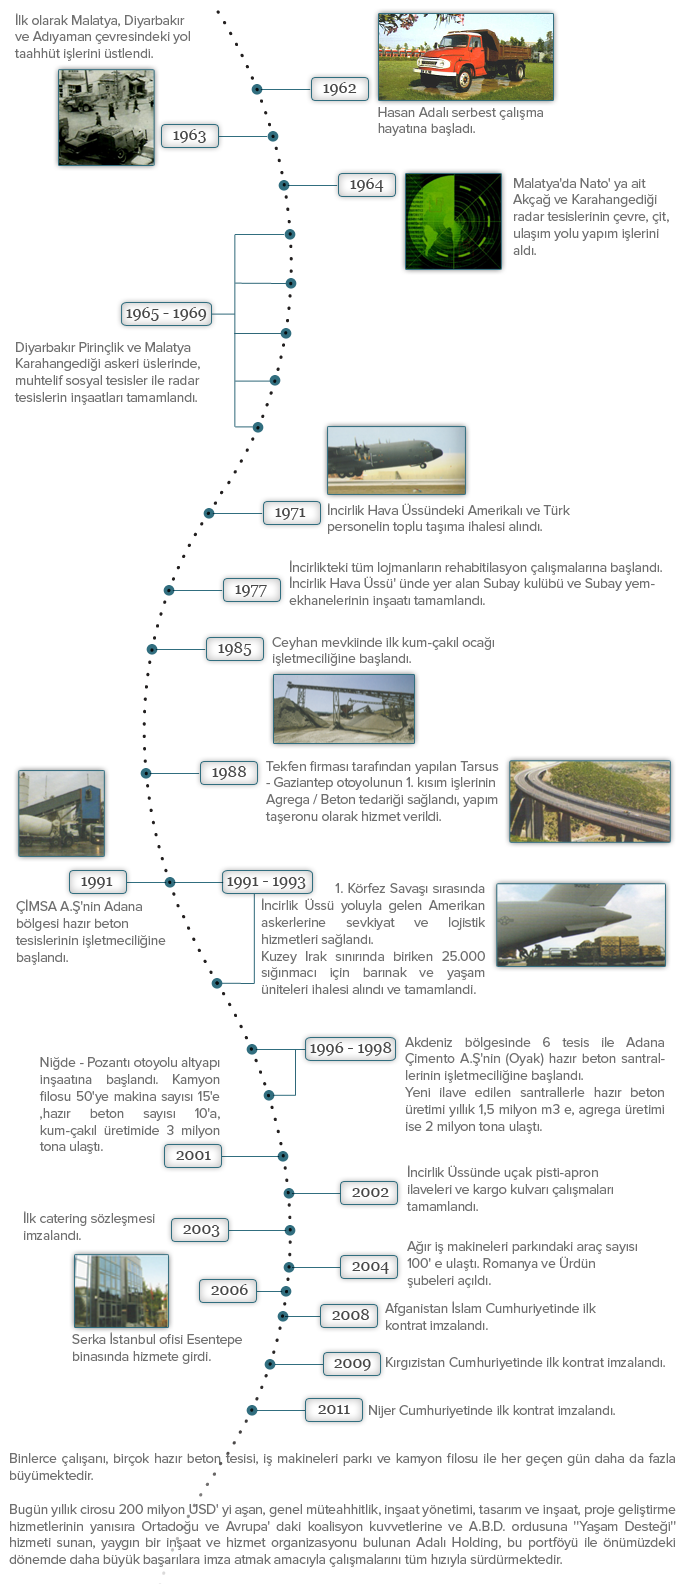 İlk olarak Malatya, Diyarbakır
ve Adıyaman çevresindeki yol
taahhüt işlerini üstlendi.
1962
Hasan Adalı serbest çalışma
hayatına başladı.
1963
1964
Malatya'da Nato' ya ait
Akçağ ve Karahangediği
radar tesislerinin çevre, çit,
ulaşım yolu yapım işlerini
aldı.
1965 - 1969
Diyarbakır Pirinçlik ve Malatya
Karahangediği askeri üslerinde,
muhtelif sosyal tesisler ile radar
tesislerin inşaatları tamamlandı.
1971
İncirlik Hava Üssündeki Amerikalı ve Türk
personelin toplu taşıma ihalesi alındı.
1977
İncirlikteki tüm lojmanların rehabilitasyon çalışmalarına başlandı.
İncirlik Hava Üssü' ünde yer alan Subay kulübü ve Subay yem-
ekhanelerinin inşaatı tamamlandı.
1985
Ceyhan mevkiinde ilk kum-çakıl ocağı
işletmeciliğine başlandı.
1988
Tekfen firması tarafından yapılan Tarsus
- Gaziantep otoyolunun 1. kısım işlerinin
Agrega / Beton tedariği sağlandı, yapım
taşeronu olarak hizmet verildi.
1991
ÇİMSA A.Ş'nin Adana
bölgesi hazır beton
tesislerinin işletmeciliğine
başlandı.
1991 - 1993
1. Körfez Savaşı sırasında
İncirlik Üssü yoluyla gelen Amerikan
askerlerine sevkiyat ve lojistik
hizmetleri sağlandı.
Kuzey Irak sınırında biriken 25.000
sığınmacı için barınak ve yaşam
üniteleri ihalesi alındı ve tamamlandı.
1996 - 1998
Akdeniz bölgesinde 6 tesis ile Adana
Çimento A.Ş'nin (Oyak) hazır beton santral-
lerinin işletmeciliğine başlandı.
Yeni ilave edilen santrallerle hazır beton
üretimi yıllık 1,5 milyon m3 e, agrega üretimi
ise 2 milyon tona ulaştı.
Niğde - Pozantı otoyolu altyapı
inşaatına başlandı. Kamyon
filosu 50'ye makina sayısı 15'e
,hazır beton sayısı 10'a,
kum-çakıl üretimide 3 milyon
tona ulaştı.
2001
2002
İncirlik Üssünde uçak pisti-apron
ilaveleri ve kargo kulvarı çalışmaları
tamamlandı.
İlk catering sözleşmesi
imzalandı.
2003
2004
Ağır iş makineleri parkındaki araç sayısı
100' e ulaştı. Romanya ve Ürdün
şubeleri açıldı.
2006
Serka İstanbul ofisi Esentepe
binasında hizmete girdi.
2008
Afganistan İslam Cumhuriyetinde ilk
kontrat imzalandı.
2009
Kırgızistan Cumhuriyetinde ilk kontrat imzalandı.
2011
Nijer Cumhuriyetinde ilk kontrat imzalandı.
Binlerce çalışanı, birçok hazır beton tesisi, iş makineleri parkı ve kamyon filosu ile her geçen gün daha da fazla
büyümektedir.
Bugün yıllık cirosu 200 milyon USD' yi aşan, genel müteahhitlik, inşaat yönetimi, tasarım ve inşaat, proje geliştirme
hizmetlerinin yanısıra Ortadoğu ve Avrupa' daki koalisyon kuvvetlerine ve A.B.D. ordusuna "Yaşam Desteği"
hizmeti sunan, yaygın bir inşaat ve hizmet organizasyonu bulunan Adalı Holding, bu portföyü ile önümüzdeki
dönemde daha büyük başarılara imza atmak amacıyla çalışmalarını tüm hızıyla sürdürmektedir.